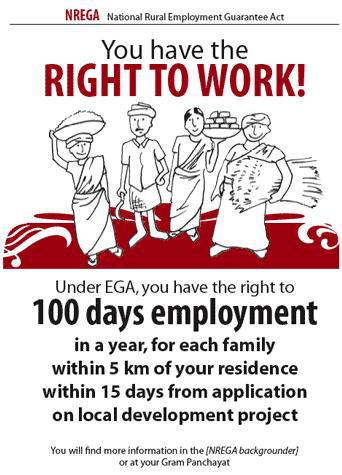 NREGA National Rural Employment Guarantee Act
You have the
RIGHT TO WORK!
Under EGA, you have the right to
100 days employment
in a year, for each family
within 5 km of your residence
within 15 days from application
on local development project
You will find more information in the [NREGA backgrounder]
or at your Gram Panchayat